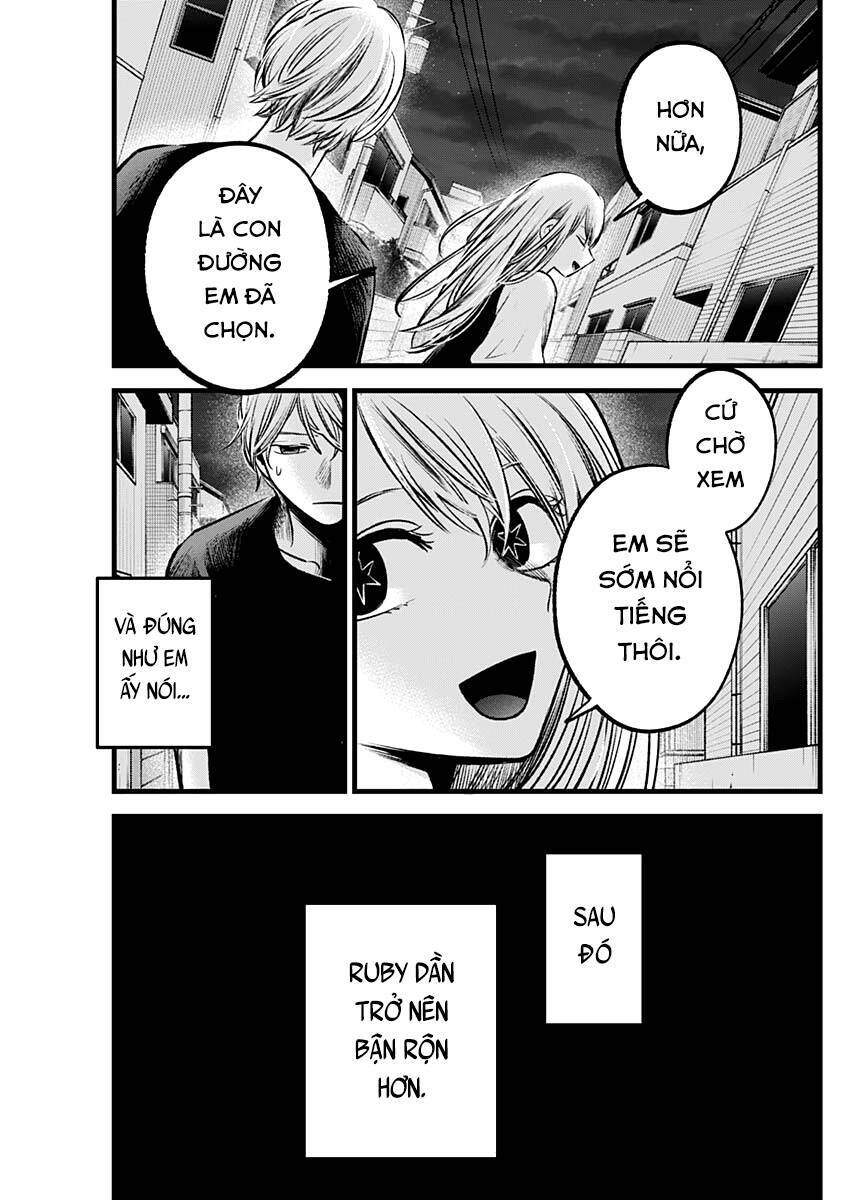 HƠN
NỮA,
ĐÂY
LÀ CON
ĐƯỜNG
EM ĐÃ
CHỌN.
CỨ
CHỜ
XEM
EM SẼ
SỚM NỔI
TIẾNG
THÔI.
VÀ ĐÚNG
NHƯ EM
ẤY NÓI...
SAU
ĐÓ
RUBY DẦN
TRỞ NÊN
BẬN RỘN
HƠN.